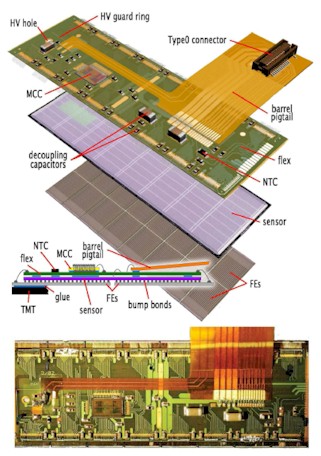 HV hole
HV guard ring
Type0 connector
MCC
barrel
pigtail
decoupling
capacitors
flex
NTC
sensor
barrel
pigtail
NTC
MCC
flex
FEs
glue
FEs
TMT
sensor
bump bonds